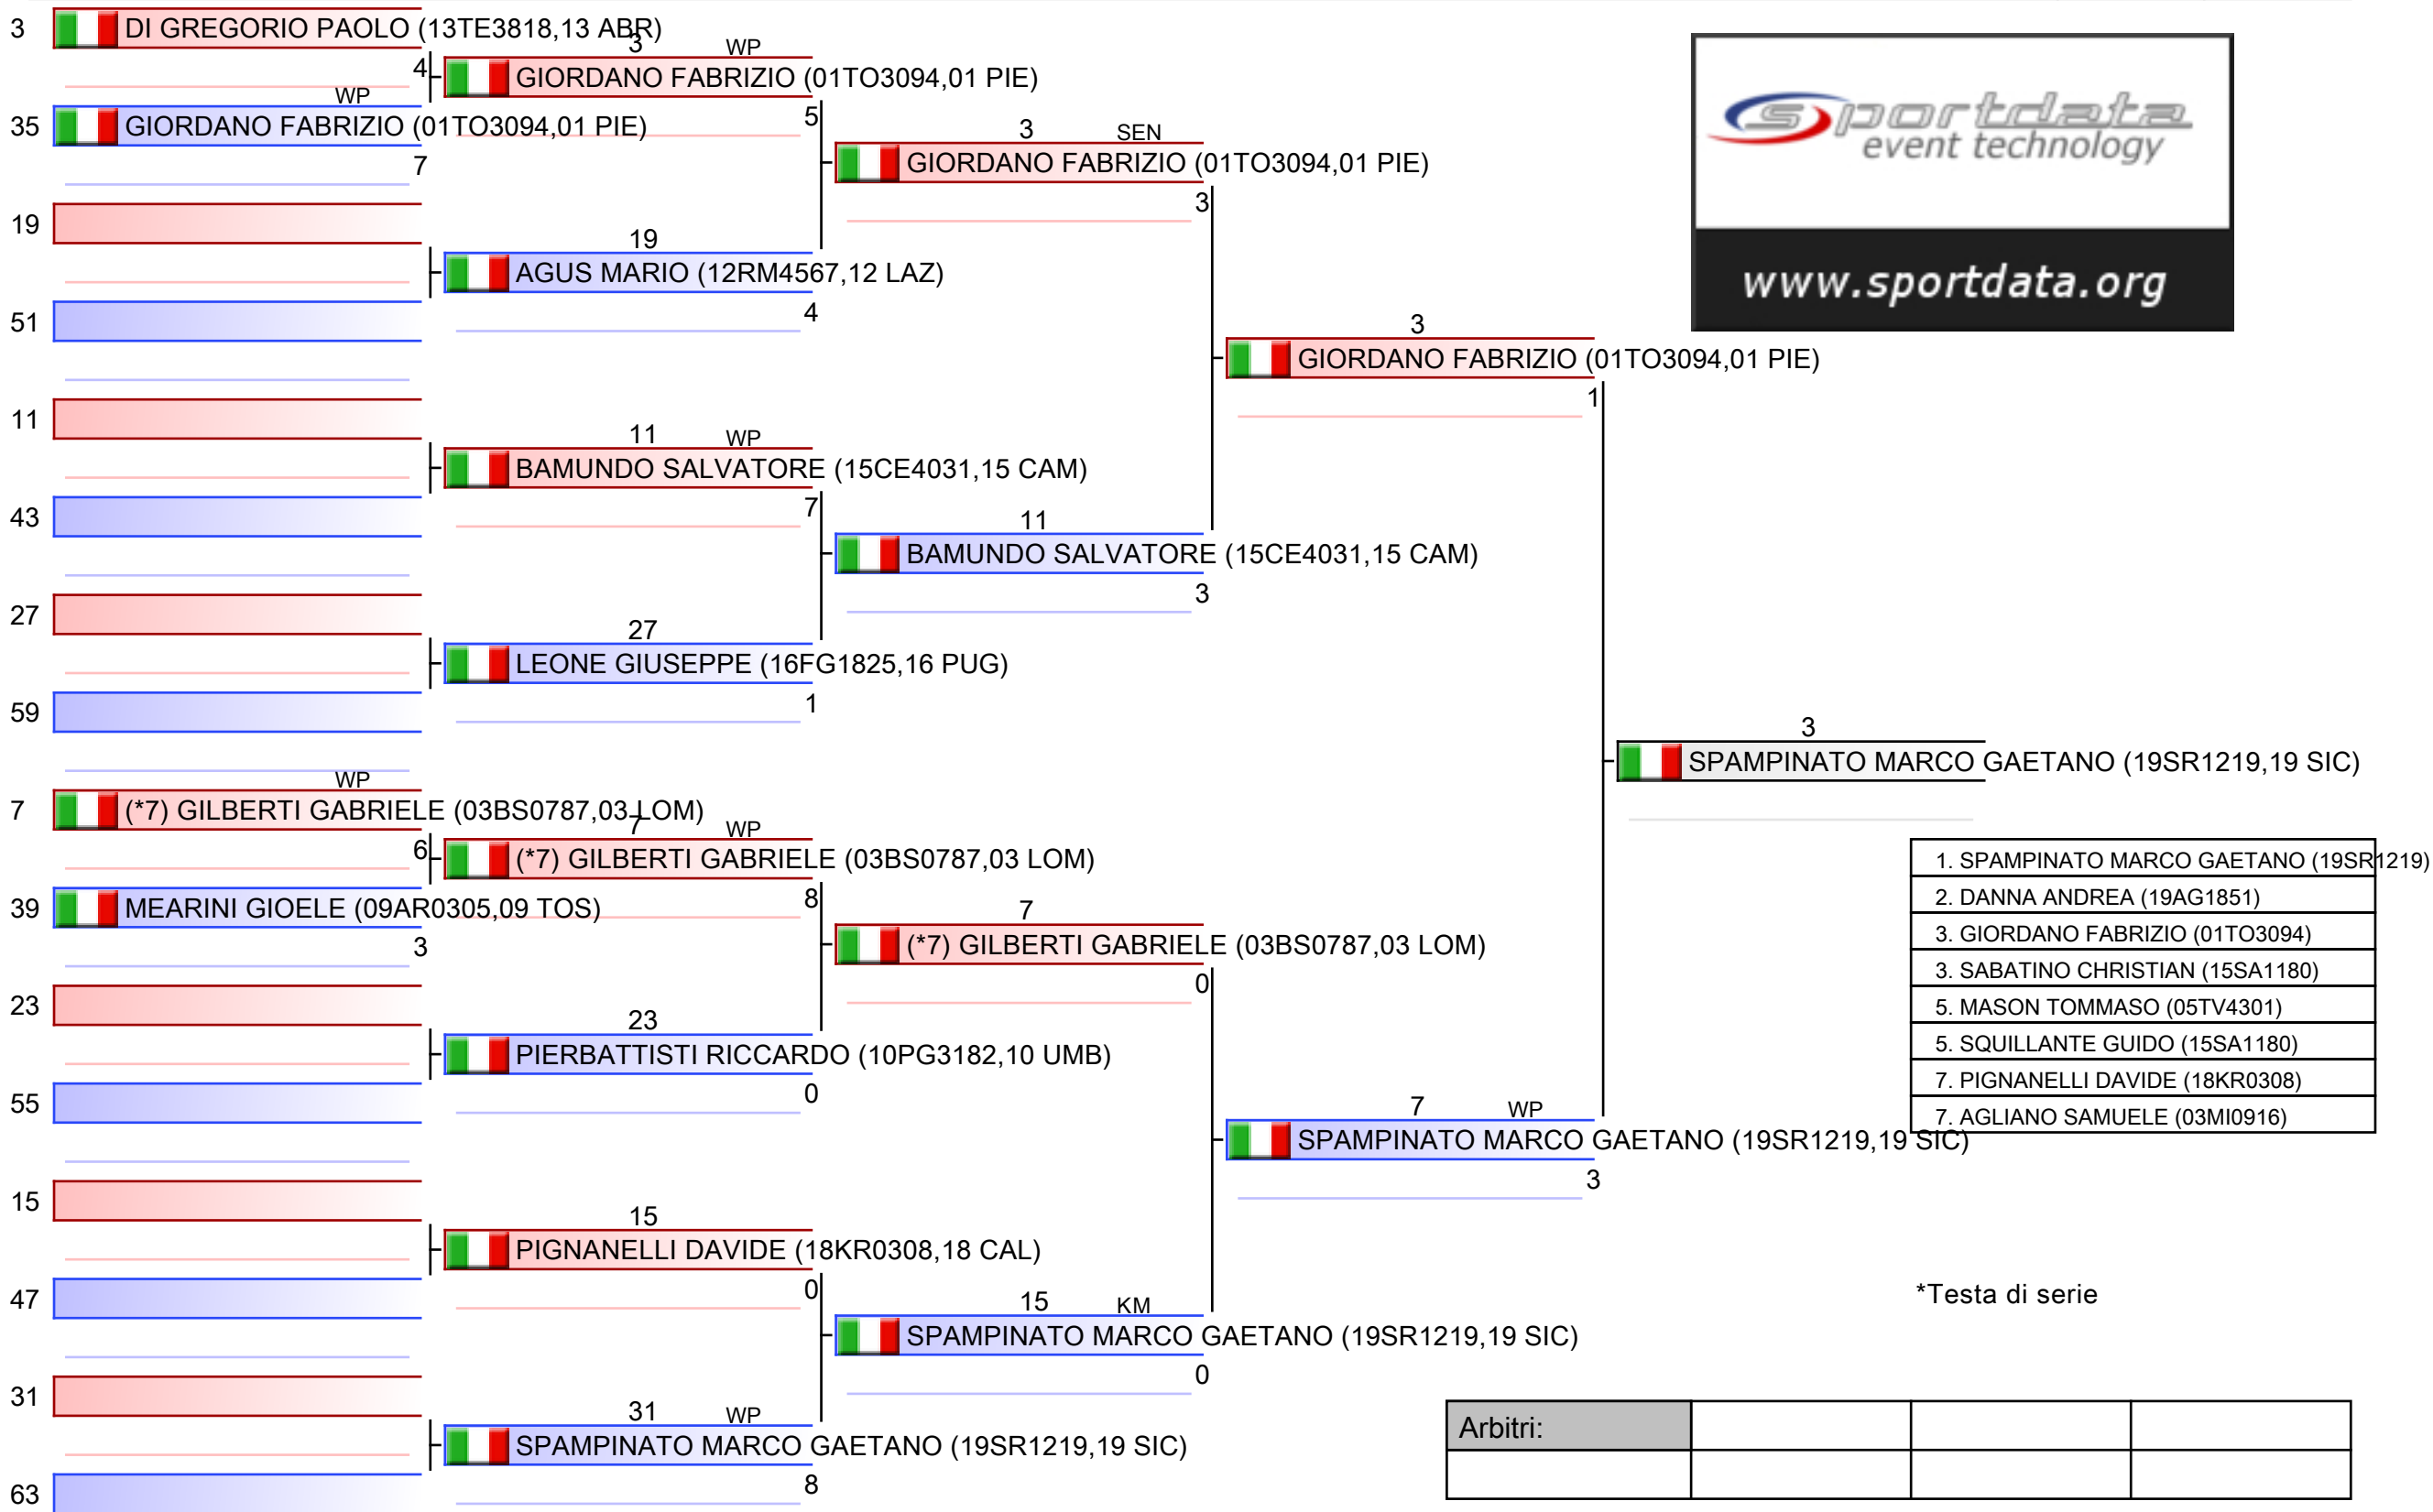 3 DI GREGORIO PAOLO (13TE3818,13 ABR)
3 WP
4 GIORDANO FABRIZIO (01TO3094,01 PIE)
WP 5
35 GIORDANO FABRIZIO (01TO3094,01 PIE)
7
3 SEN
GIORDANO FABRIZIO (01TO3094,01 PIE)
3
19
19
AGUS MARIO (12RM4567,12 LAZ)
4
51
3
GIORDANO FABRIZIO (01TO3094,01 PIE)
1
11
11 WP
BAMUNDO SALVATORE (15CE4031,15 CAM)
7
43
11
BAMUNDO SALVATORE (15CE4031,15 CAM)
3
27
27
LEONE GIUSEPPE (16FG1825,16 PUG)
1
59
3
SPAMPINATO MARCO GAETANO (19SR1219,19 SIC)
WP
7 (*7) GILBERTI GABRIELE (03BS0787,03 LOM)
7 WP
6 (*7) GILBERTI GABRIELE (03BS0787,03 LOM)
8
39 MEARINI GIOELE (09AR0305,09 TOS)
3
7
(*7) GILBERTI GABRIELE (03BS0787,03 LOM)
0
23
23
PIERBATTISTI RICCARDO (10PG3182,10 UMB)
0
55
7 WP
SPAMPINATO MARCO GAETANO (19SR1219,19 SIC)
3
15
15
PIGNANELLI DAVIDE (18KR0308,18 CAL)
0
47
15 KM
SPAMPINATO MARCO GAETANO (19SR1219,19 SIC)
0
31
31 WP
SPAMPINATO MARCO GAETANO (19SR1219,19 SIC)
8
63
sportdata
event technology
www.sportdata.org
1. SPAMPINATO MARCO GAETANO (19SR1219)
2. DANNA ANDREA (19AG1851)
3. GIORDANO FABRIZIO (01TO3094)
3. SABATINO CHRISTIAN (15SA1180)
5. MASON TOMMASO (05TV4301)
5. SQUILLANTE GUIDO (15SA1180)
7. PIGNANELLI DAVIDE (18KR0308)
7. AGLIANO SAMUELE (03MI0916)
*Testa di serie
Arbitri: